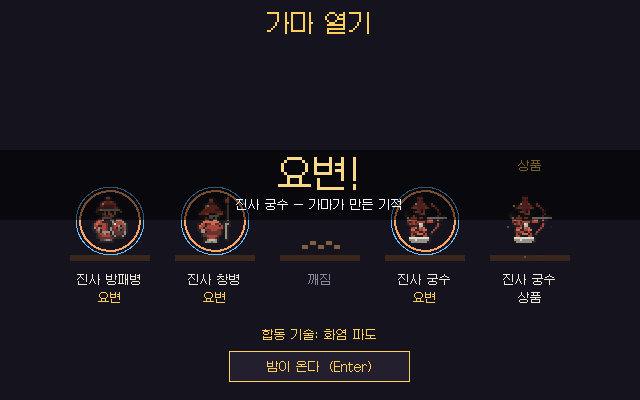 가마 열기
요변!
상품
진사 궁수 – 가마가 만든 기적
진사 방패병
요변
진사 창병
요변
깨짐
진사 궁수
요변
진사 궁수
상품
합동 기술: 화염 파도
밤이 온다 (Enter)